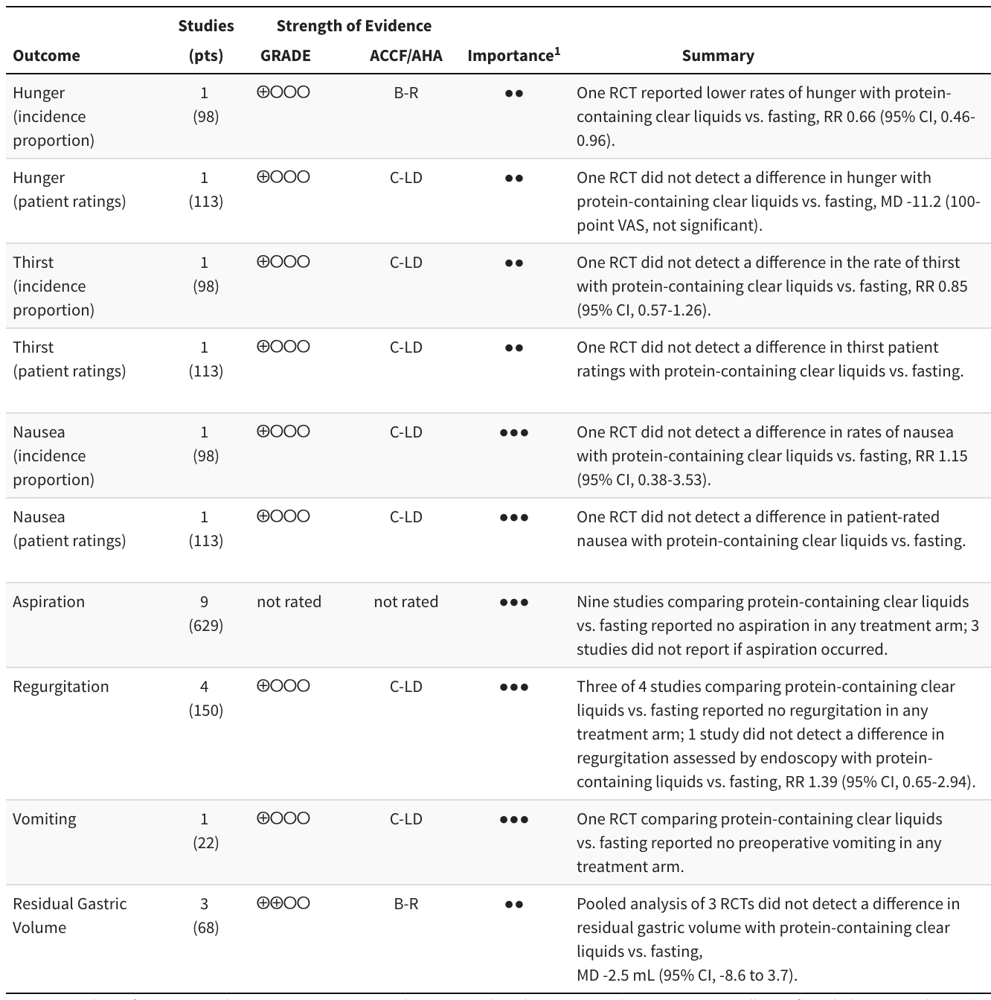 Studies Strength of Evidence
Outcome (pts) GRADE ACCF/AHA Importance1 Summary
Hunger 1 ⊕○○○ B-R ●● One RCT reported lower rates of hunger with protein-
(incidence (98) containing clear liquids vs. fasting, RR 0.66 (95% CI, 0.46-
proportion) 0.96).
Hunger 1 ⊕○○○ C-LD ●● One RCT did not detect a difference in hunger with
(patient ratings) (113) protein-containing clear liquids vs. fasting, MD -11.2 (100-
point VAS, not significant).
Thirst 1 ⊕○○○ C-LD ●● One RCT did not detect a difference in the rate of thirst
(incidence (98) with protein-containing clear liquids vs. fasting, RR 0.85
proportion) (95% CI, 0.57-1.26).
Thirst 1 ⊕○○○ C-LD ●● One RCT did not detect a difference in thirst patient
(patient ratings) (113) ratings with protein-containing clear liquids vs. fasting.
Nausea 1 ⊕○○○ C-LD ●●● One RCT did not detect a difference in rates of nausea
(incidence (98) with protein-containing clear liquids vs. fasting, RR 1.15
proportion) (95% CI, 0.38-3.53).
Nausea 1 ⊕○○○ C-LD ●●● One RCT did not detect a difference in patient-rated
(patient ratings) (113) nausea with protein-containing clear liquids vs. fasting.
Aspiration 9 not rated not rated ●●● Nine studies comparing protein-containing clear liquids
(629) vs. fasting reported no aspiration in any treatment arm; 3
studies did not report if aspiration occurred.
Regurgitation 4 ⊕○○○ C-LD ●●● Three of 4 studies comparing protein-containing clear
(150) liquids vs. fasting reported no regurgitation in any
treatment arm; 1 study did not detect a difference in
regurgitation assessed by endoscopy with protein-
containing liquids vs. fasting, RR 1.39 (95% CI, 0.65-2.94).
Vomiting 1 ⊕○○○ C-LD ●●● One RCT comparing protein-containing clear liquids
(22) vs. fasting reported no preoperative vomiting in any
treatment arm.
Residual Gastric 3 ⊕⊕○○ B-R ●● Pooled analysis of 3 RCTs did not detect a difference in
Volume (68) residual gastric volume with protein-containing clear
liquids vs. fasting,
MD -2.5 mL (95% CI, -8.6 to 3.7).